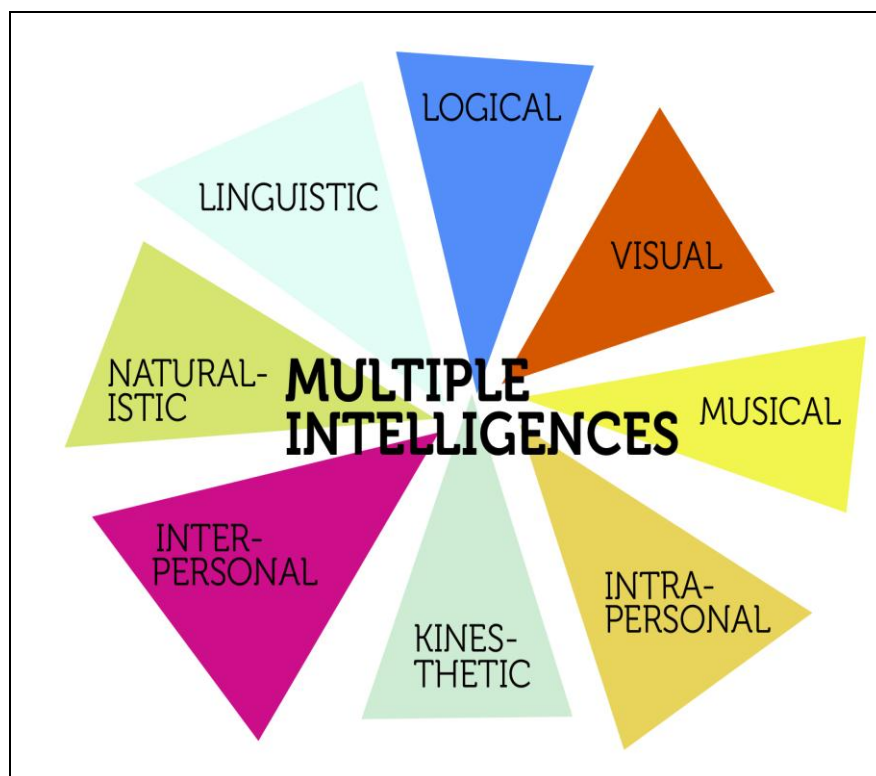 LOGICAL
LINGUISTIC
VISUAL
NATURAL-
ISTIC
MULTIPLE
INTELLIGENCES
MUSICAL
INTER-
PERSONAL
INTRA-
PERSONAL
KINES-
THETIC